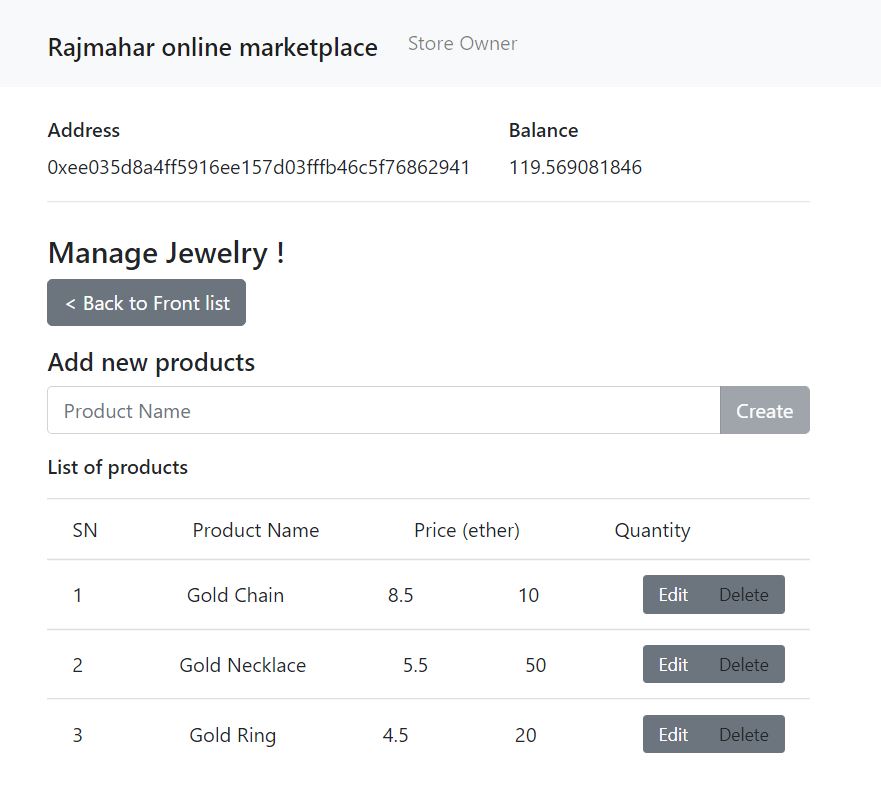 Rajmahar online marketplace Store Owner
Address Balance
0xee035d8a4ff5916ee157d03fffb46c5f76862941 119.569081846
Manage Jewelry !
< Back to Front list
Add new products
Product Name Create
List of products
SN Product Name Price (ether) Quantity
1 Gold Chain 8.5 10 Edit Delete
2 Gold Necklace 5.5 50 Edit Delete
3 Gold Ring 4.5 20 Edit Delete